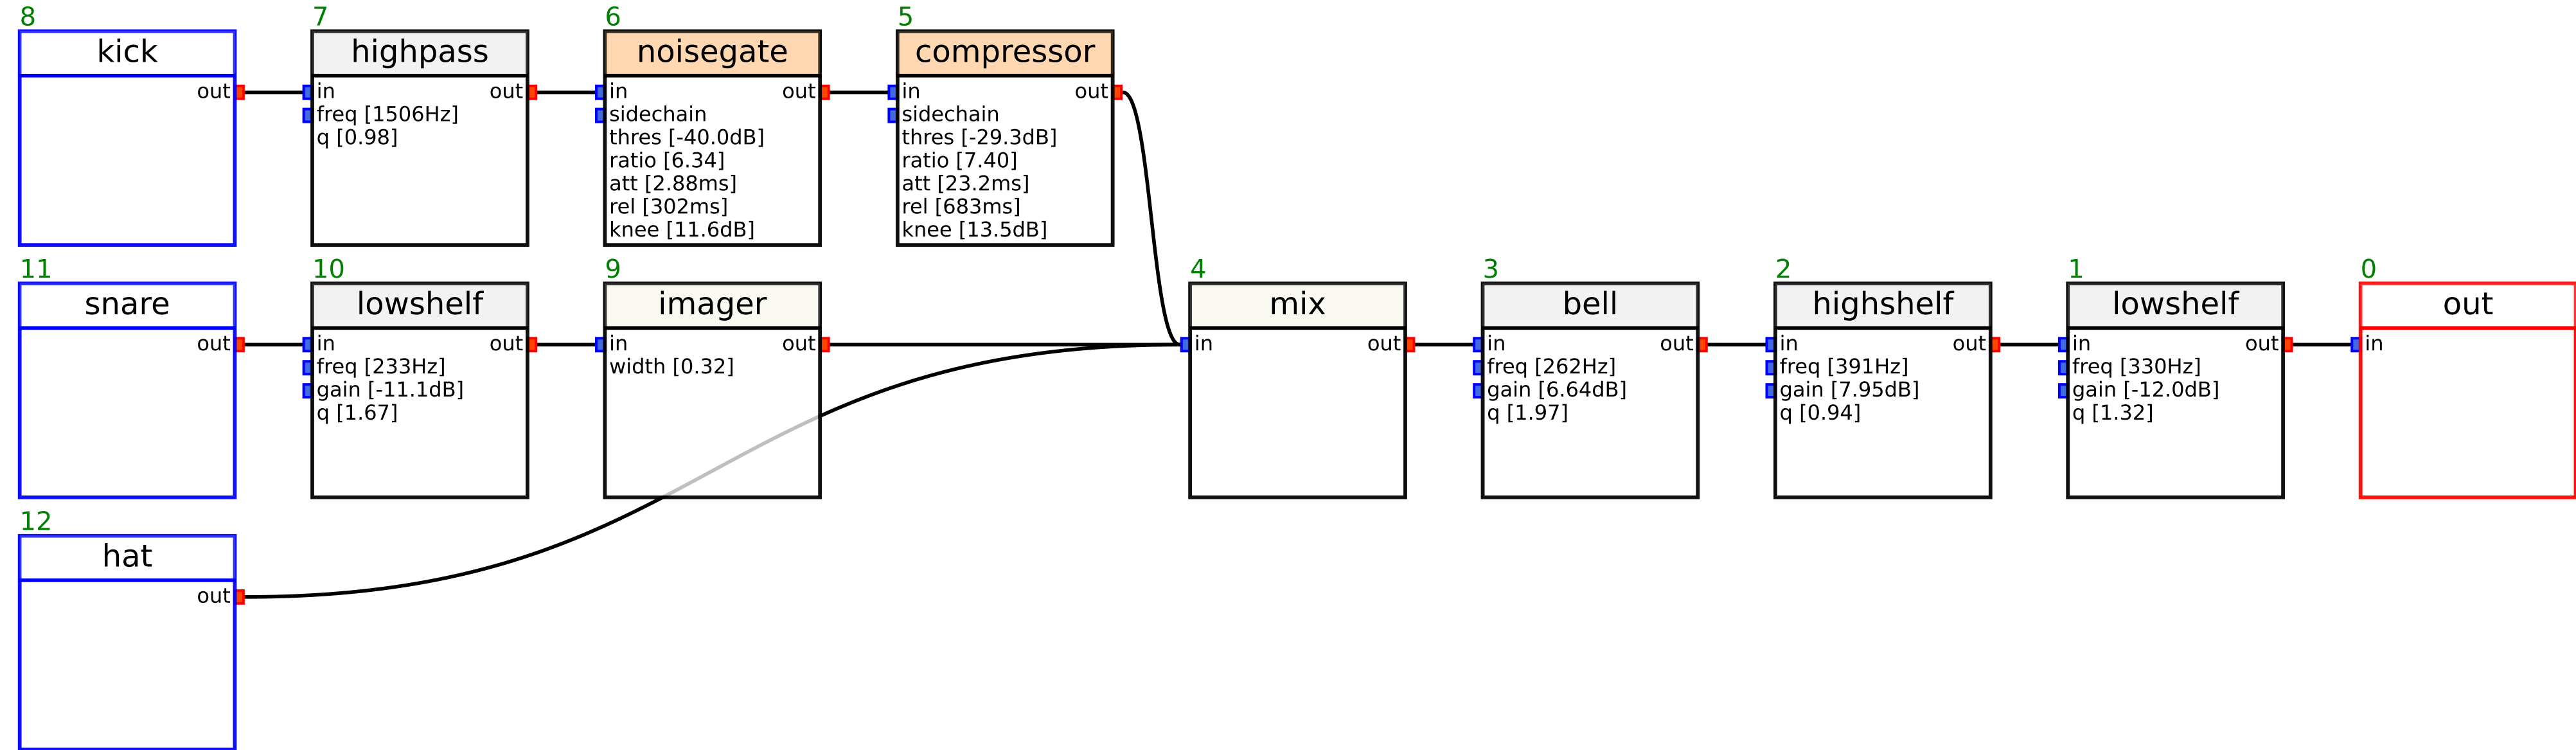 8
kick
out
7
highpass
in out
freq [1506Hz]
q [0.98]
6
noisegate
in out
sidechain
thres [-40.0dB]
ratio [6.34]
att [2.88ms]
rel [302ms]
knee [11.6dB]
5
compressor
in out
sidechain
thres [-29.3dB]
ratio [7.40]
att [23.2ms]
rel [683ms]
knee [13.5dB]
11
snare
out
10
lowshelf
in out
freq [233Hz]
gain [-11.1dB]
q [1.67]
9
imager
in out
width [0.32]
4
mix
in out
3
bell
in out
freq [262Hz]
gain [6.64dB]
q [1.97]
2
highshelf
in out
freq [391Hz]
gain [7.95dB]
q [0.94]
1
lowshelf
in out
freq [330Hz]
gain [-12.0dB]
q [1.32]
0
out
in
12
hat
out